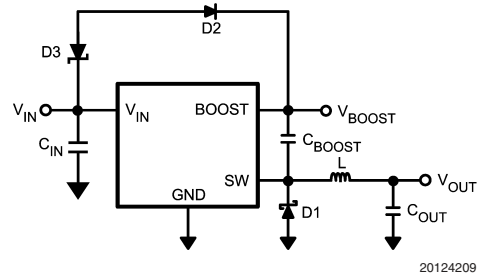 D2
D3
V_IN
V_IN
BOOST
V_BOOST
C_IN
C_BOOST
L
SW
V_OUT
GND
D1
C_OUT
20124209